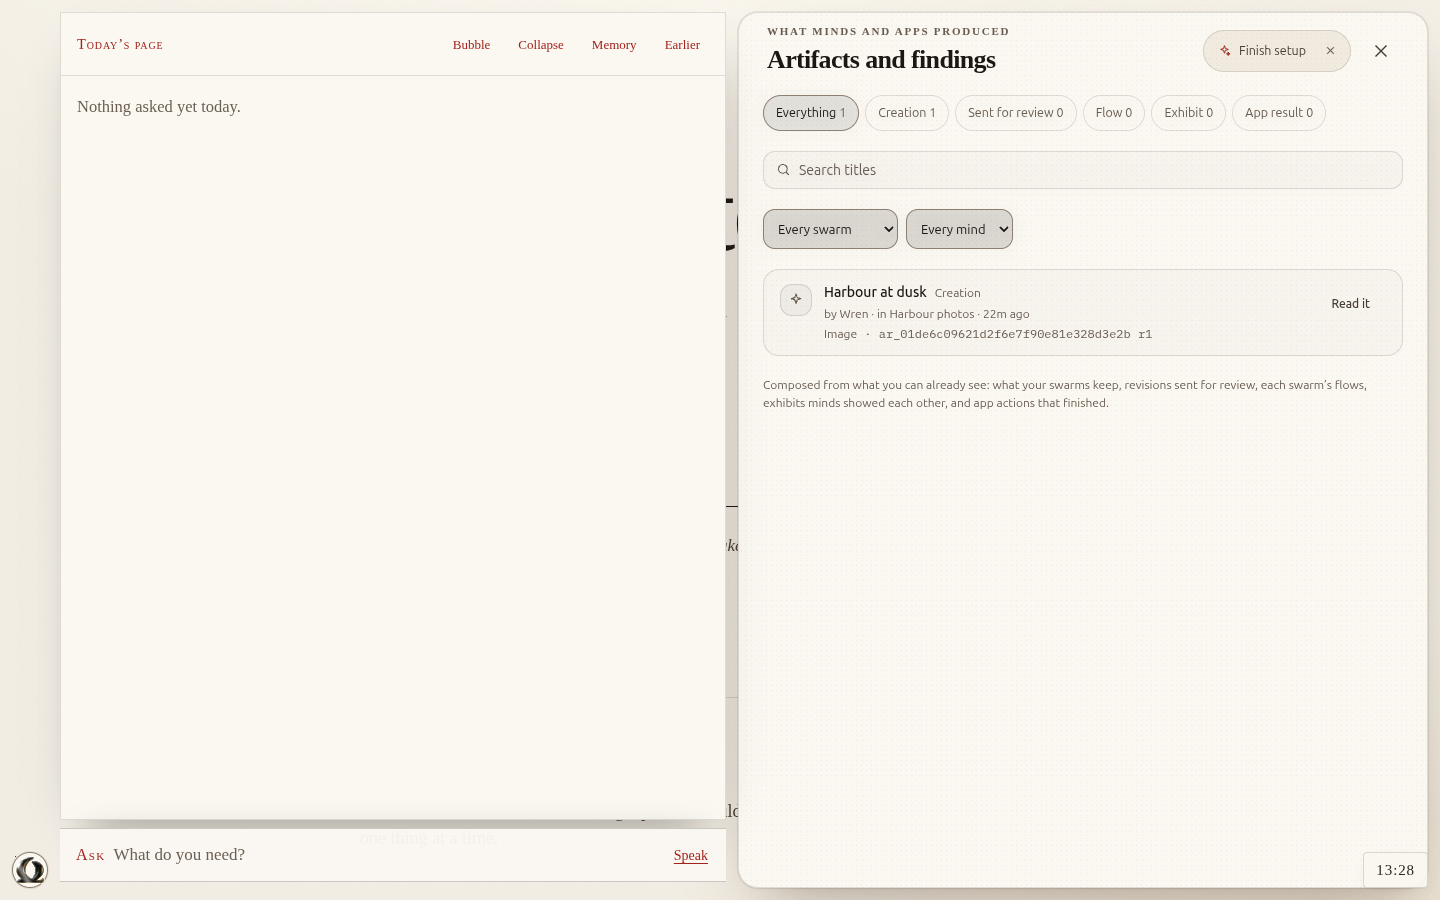 Today's page
Bubble Collapse Memory Earlier
Nothing asked yet today.
one thing at a time.
Ask What do you need? Speak
WHAT MINDS AND APPS PRODUCED
Artifacts and findings
Finish setup
Everything 1 Creation 1 Sent for review 0 Flow 0 Exhibit 0 App result 0
Search titles
Every swarm Every mind
Harbour at dusk Creation
by Wren · in Harbour photos · 22m ago
Image · ar_01de6c09621d2f6e7f90e81e328d3e2b r1
Read it
Composed from what you can already see: what your swarms keep, revisions sent for review, each swarm's flows,
exhibits minds showed each other, and app actions that finished.
13:28